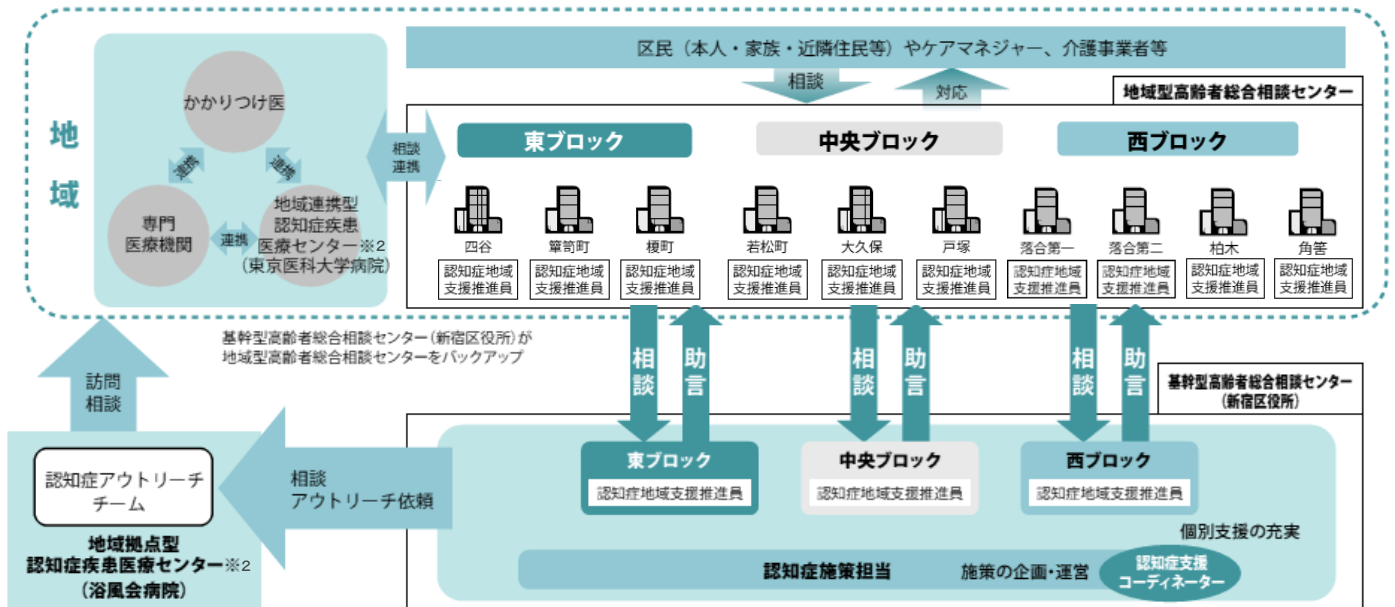 区民（本人・家族・近隣住民等）やケアマネジャー、介護事業者等
相談
対応
地域型高齢者総合相談センター
地域
かかりつけ医
連携
連携
専門
医療機関
連携
地域連携型
認知症疾患
医療センター※2
（東京医科大学病院）
相談
連携
東ブロック
中央ブロック
西ブロック
四谷
簞笥町
榎町
若松町
大久保
戸塚
落合第一
落合第二
柏木
角筈
認知症地域
支援推進員
認知症地域
支援推進員
認知症地域
支援推進員
認知症地域
支援推進員
認知症地域
支援推進員
認知症地域
支援推進員
認知症地域
支援推進員
認知症地域
支援推進員
認知症地域
支援推進員
認知症地域
支援推進員
基幹型高齢者総合相談センター（新宿区役所）が
地域型高齢者総合相談センターをバックアップ
相談
助言
相談
助言
相談
助言
基幹型高齢者総合相談センター
（新宿区役所）
訪問
相談
認知症アウトリーチ
チーム
地域拠点型
認知症疾患医療センター※2
（浴風会病院）
相談
アウトリーチ依頼
東ブロック
認知症地域支援推進員
中央ブロック
認知症地域支援推進員
西ブロック
認知症地域支援推進員
個別支援の充実
認知症施策担当
施策の企画・運営
認知症支援
コーディネーター